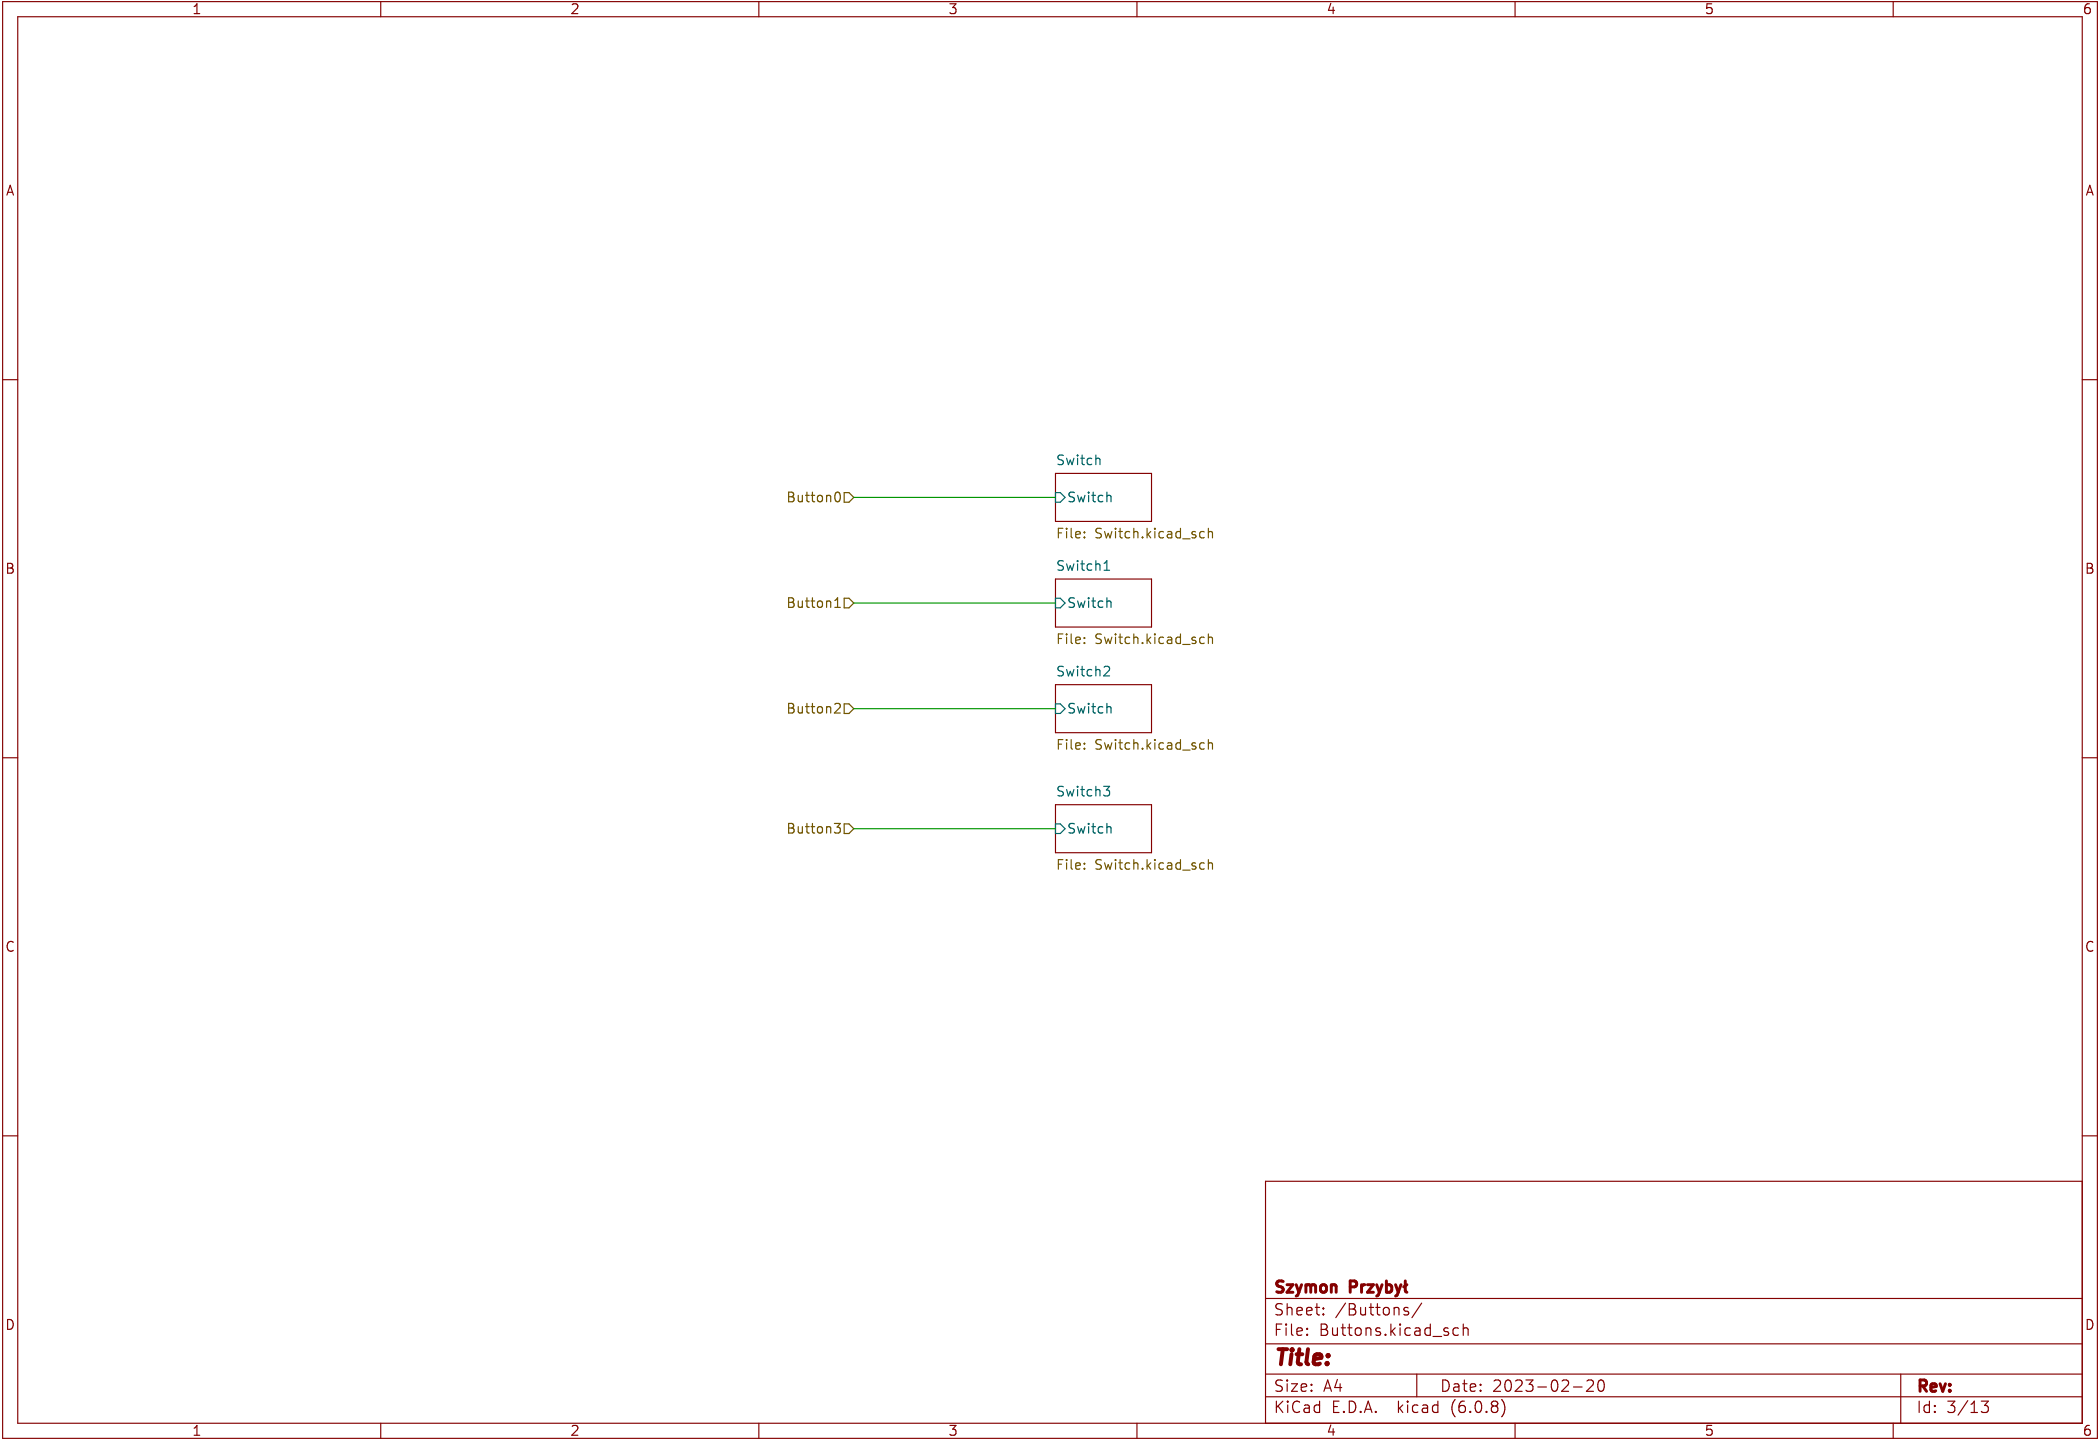 1 2 3 4 5 6
A A
Switch
Button0 Switch
File: Switch.kicad_sch
Switch1
B B
Button1 Switch
File: Switch.kicad_sch
Switch2
Button2 Switch
File: Switch.kicad_sch
Switch3
Button3 Switch
File: Switch.kicad_sch
C C
Szymon Przybył
Sheet: /Buttons/
File: Buttons.kicad_sch
D D
Title:
Size: A4 Date: 2023-02-20 Rev:
KiCad E.D.A. kicad (6.0.8) Id: 3/13
1 2 3 4 5 6